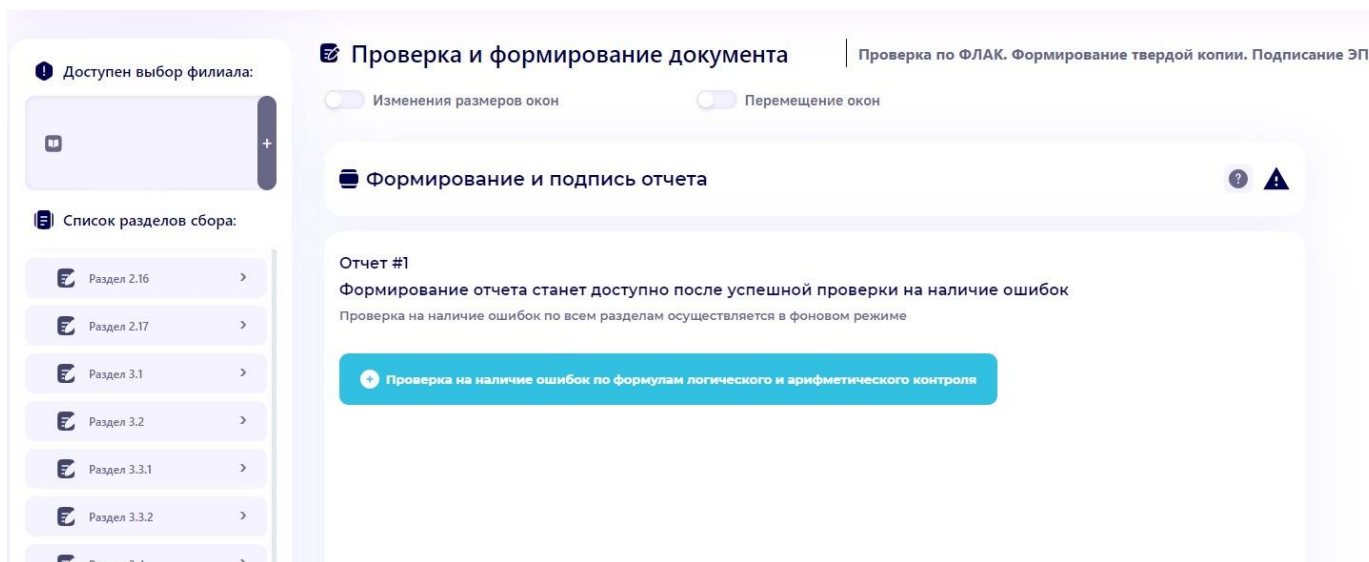 Доступен выбор филиала:
+
Список разделов сбора:
Раздел 2.16
Раздел 2.17
Раздел 3.1
Раздел 3.2
Раздел 3.3.1
Раздел 3.3.2
Проверка и формирование документа
Проверка по ФЛАК. Формирование твердой копии. Подписание ЭП
Изменения размеров окон
Перемещение окон
Формирование и подпись отчета
?
Отчет #1
Формирование отчета станет доступно после успешной проверки на наличие ошибок
Проверка на наличие ошибок по всем разделам осуществляется в фоновом режиме
Проверка на наличие ошибок по формулам логического и арифметического контроля